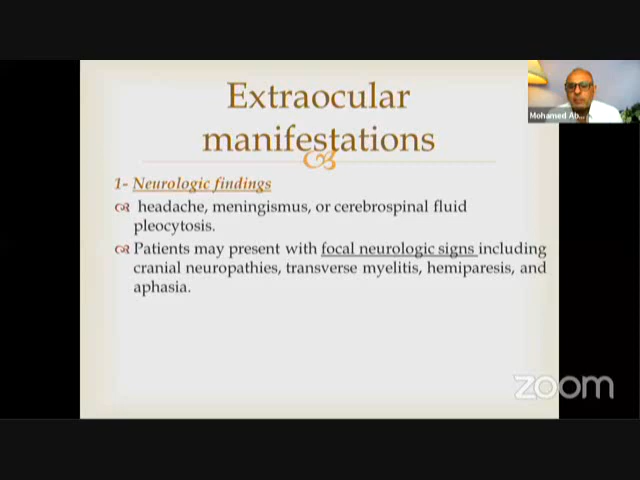 Extraocular
manifestations
Mohamed Ab...
1- Neurologic findings
headache, meningismus, or cerebrospinal fluid
pleocytosis.
Patients may present with focal neurologic signs including
cranial neuropathies, transverse myelitis, hemiparesis, and
aphasia.
zoom